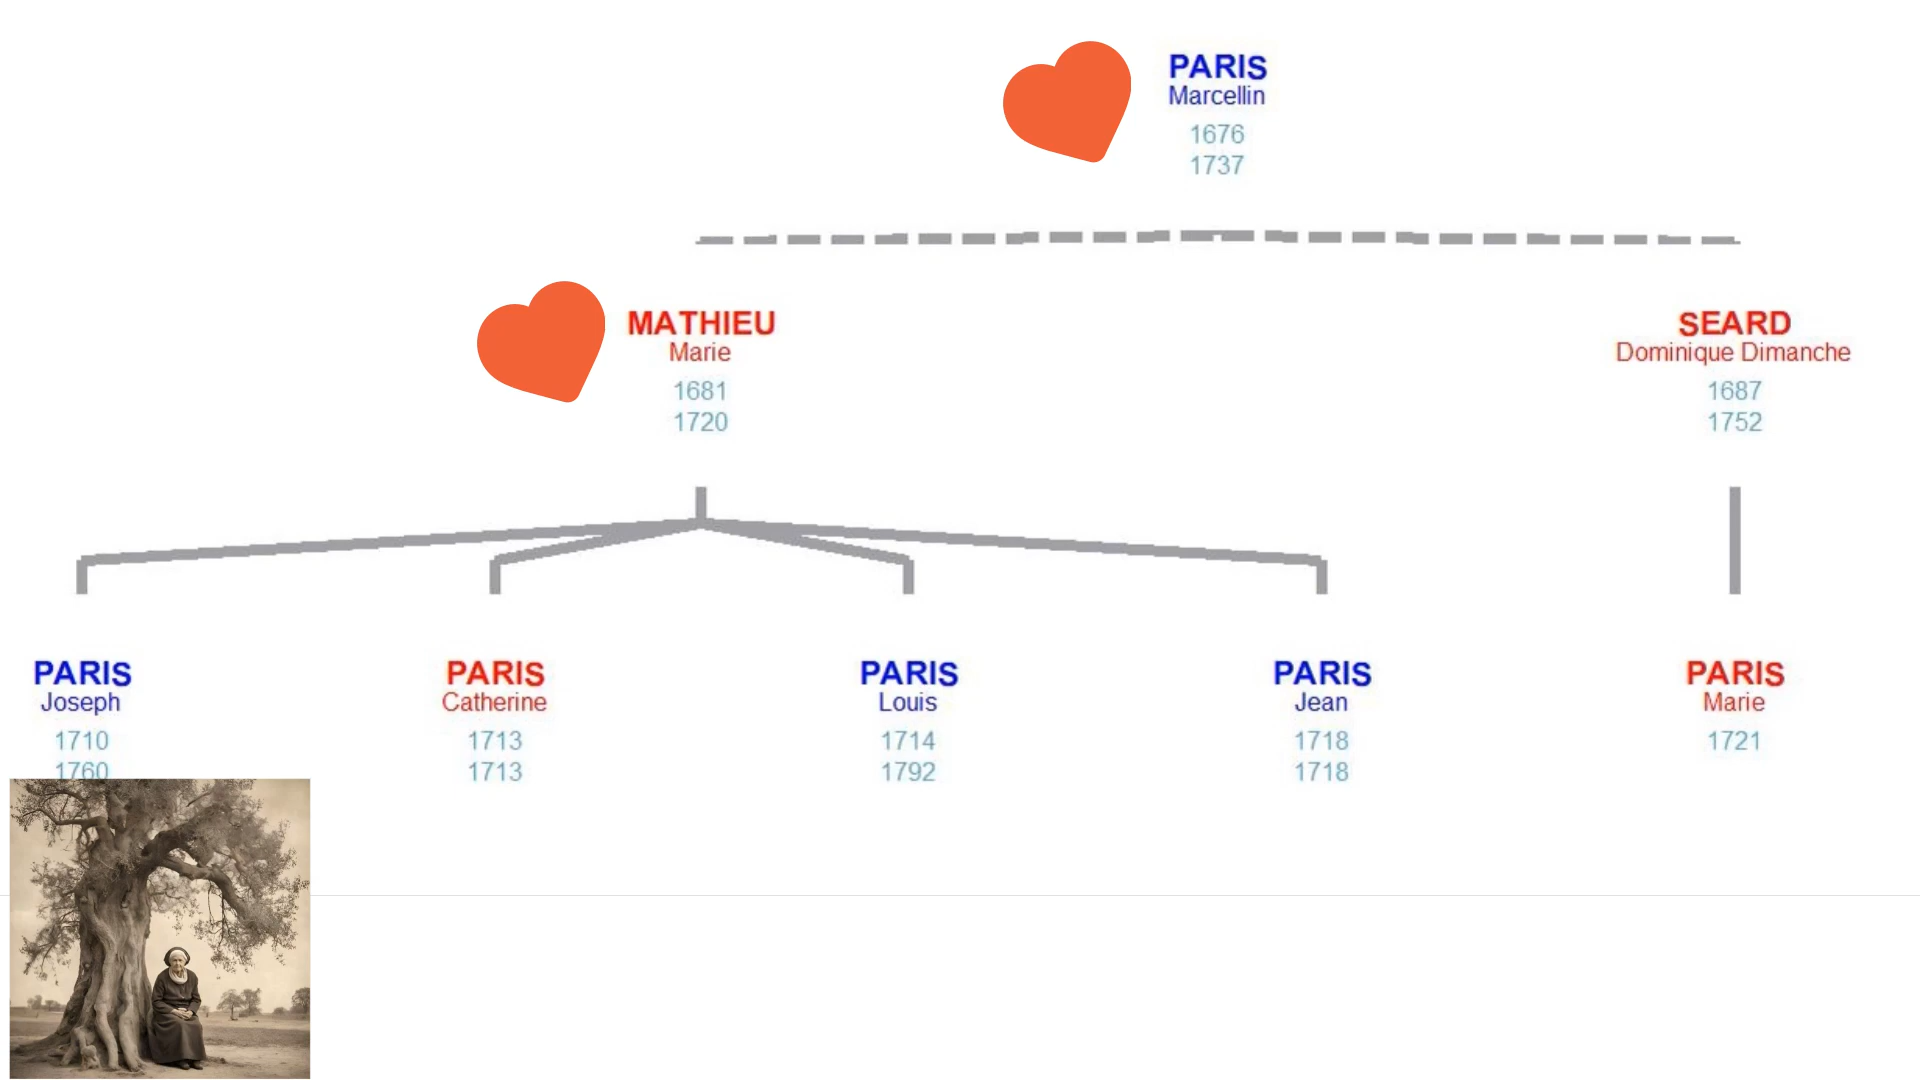 PARIS
Marcellin
1676
1737
MATHIEU
Marie
1681
1720
SEARD
Dominique Dimanche
1687
1752
PARIS
Joseph
1710
1760
PARIS
Catherine
1713
1713
PARIS
Louis
1714
1792
PARIS
Jean
1718
1718
PARIS
Marie
1721